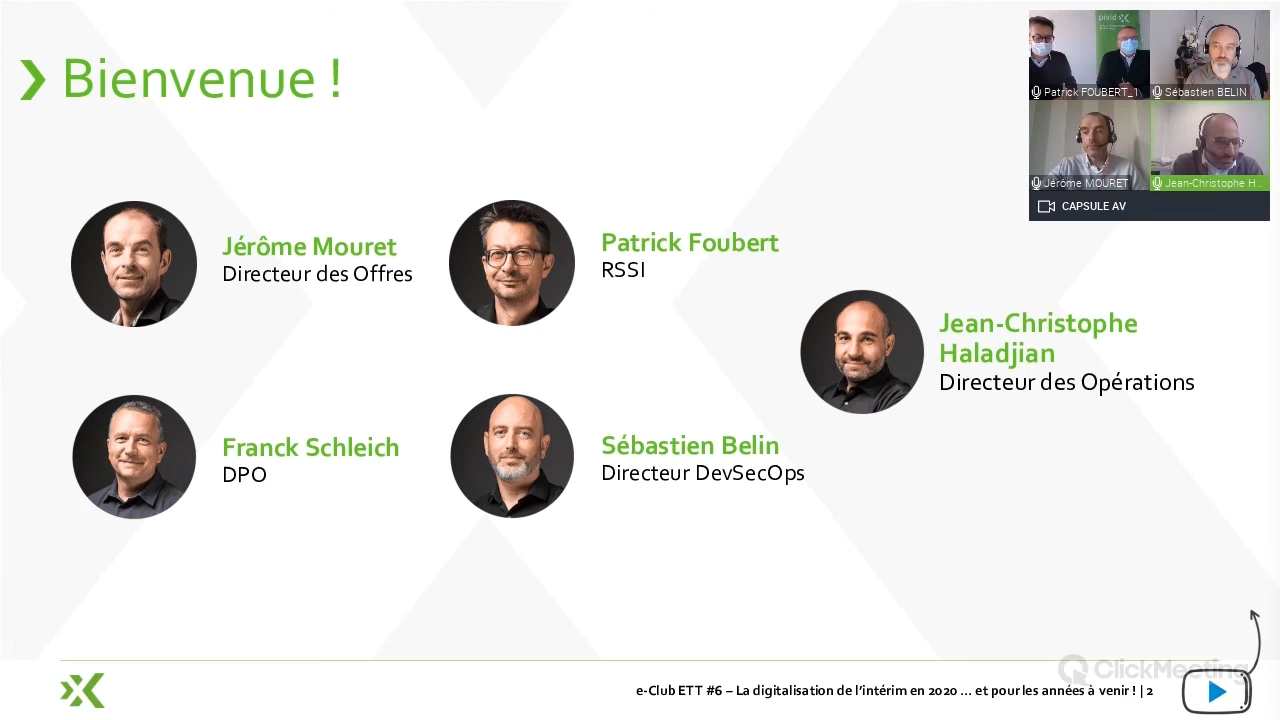 Bienvenue !
Jérôme Mouret
Directeur des Offres
Patrick Foubert
RSSI
Jean-Christophe
Haladjian
Directeur des Opérations
Franck Schleich
DPO
Sébastien Belin
Directeur DevSecOps
pixid
Patrick FOUBERT_1
Sébastien BELIN
Jérôme MOURET
Jean-Christophe H...
CAPSULE AV
e-Club ETT #6 – La digitalisation de l'intérim en 2020 … et pour les années à venir ! | 2
ClickMeeting